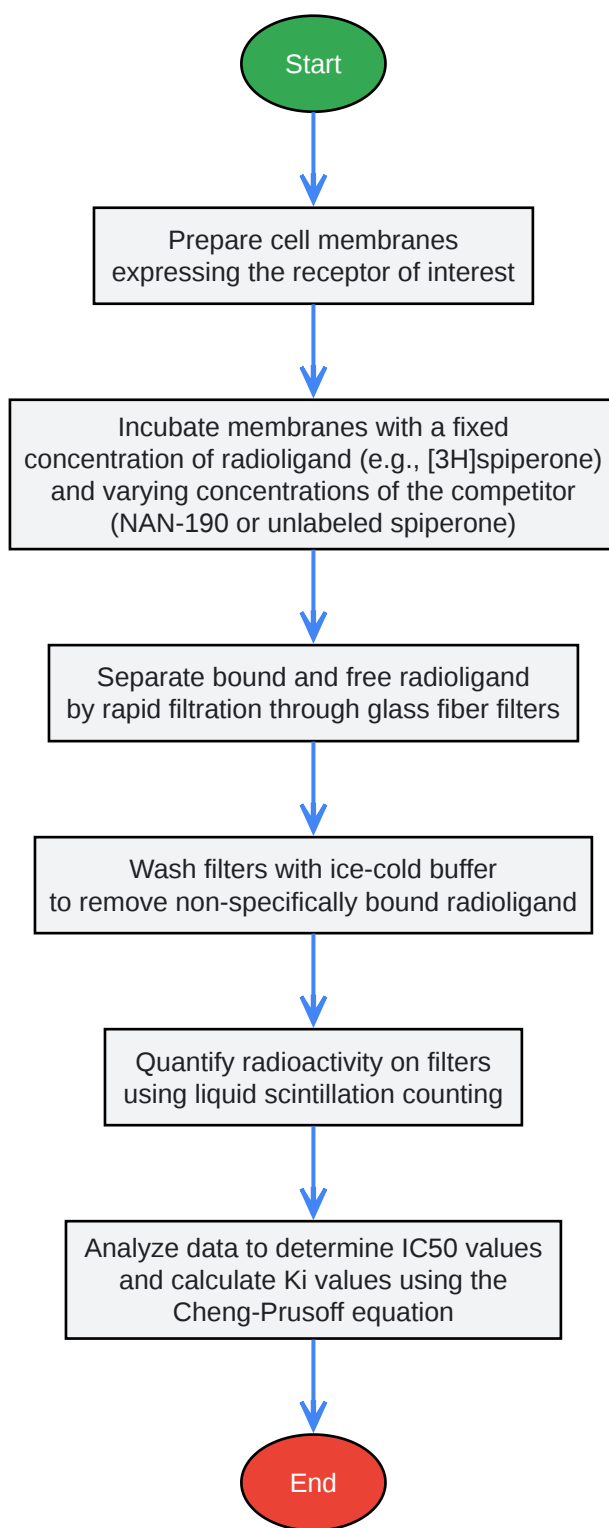 Start
Prepare cell membranes
expressing the receptor of interest
Incubate membranes with a fixed
concentration of radioligand (e.g., [3H]spiperone)
and varying concentrations of the competitor
(NAN-190 or unlabeled spiperone)
Separate bound and free radioligand
by rapid filtration through glass fiber filters
Wash filters with ice-cold buffer
to remove non-specifically bound radioligand
Quantify radioactivity on filters
using liquid scintillation counting
Analyze data to determine IC50 values
and calculate Ki values using the
Cheng-Prusoff equation
End